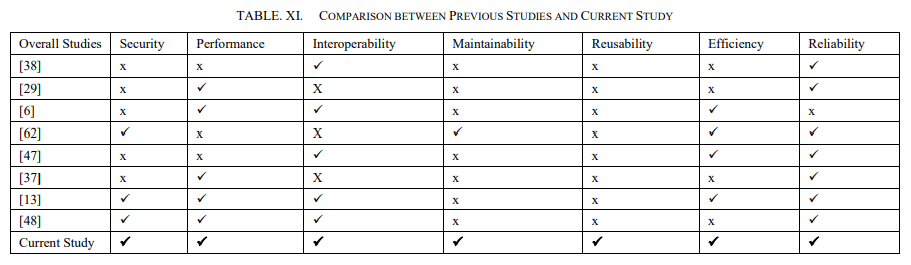 TABLE. XI. COMPARISON BETWEEN PREVIOUS STUDIES AND CURRENT STUDY
Overall Studies Security Performance Interoperability Maintainability Reusability Efficiency Reliability
[38] x x ✓ x x x ✓
[29] x ✓ X x x x ✓
[6] x ✓ ✓ x x ✓ x
[62] ✓ x X ✓ x ✓ ✓
[47] x x ✓ x x ✓ ✓
[37] x ✓ X x x x ✓
[13] ✓ ✓ ✓ x x ✓ ✓
[48] ✓ ✓ ✓ x x x ✓
Current Study ✔ ✔ ✔ ✔ ✔ ✔ ✔